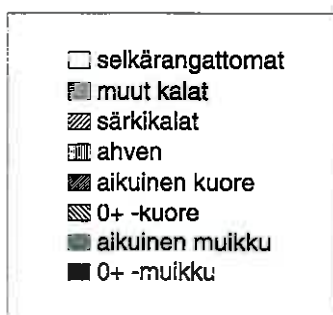 selkärangattomat
muut kalat
särkikalat
ahven
aikuinen kuore
0+ -kuore
aikuinen muikku
0+ -muikku